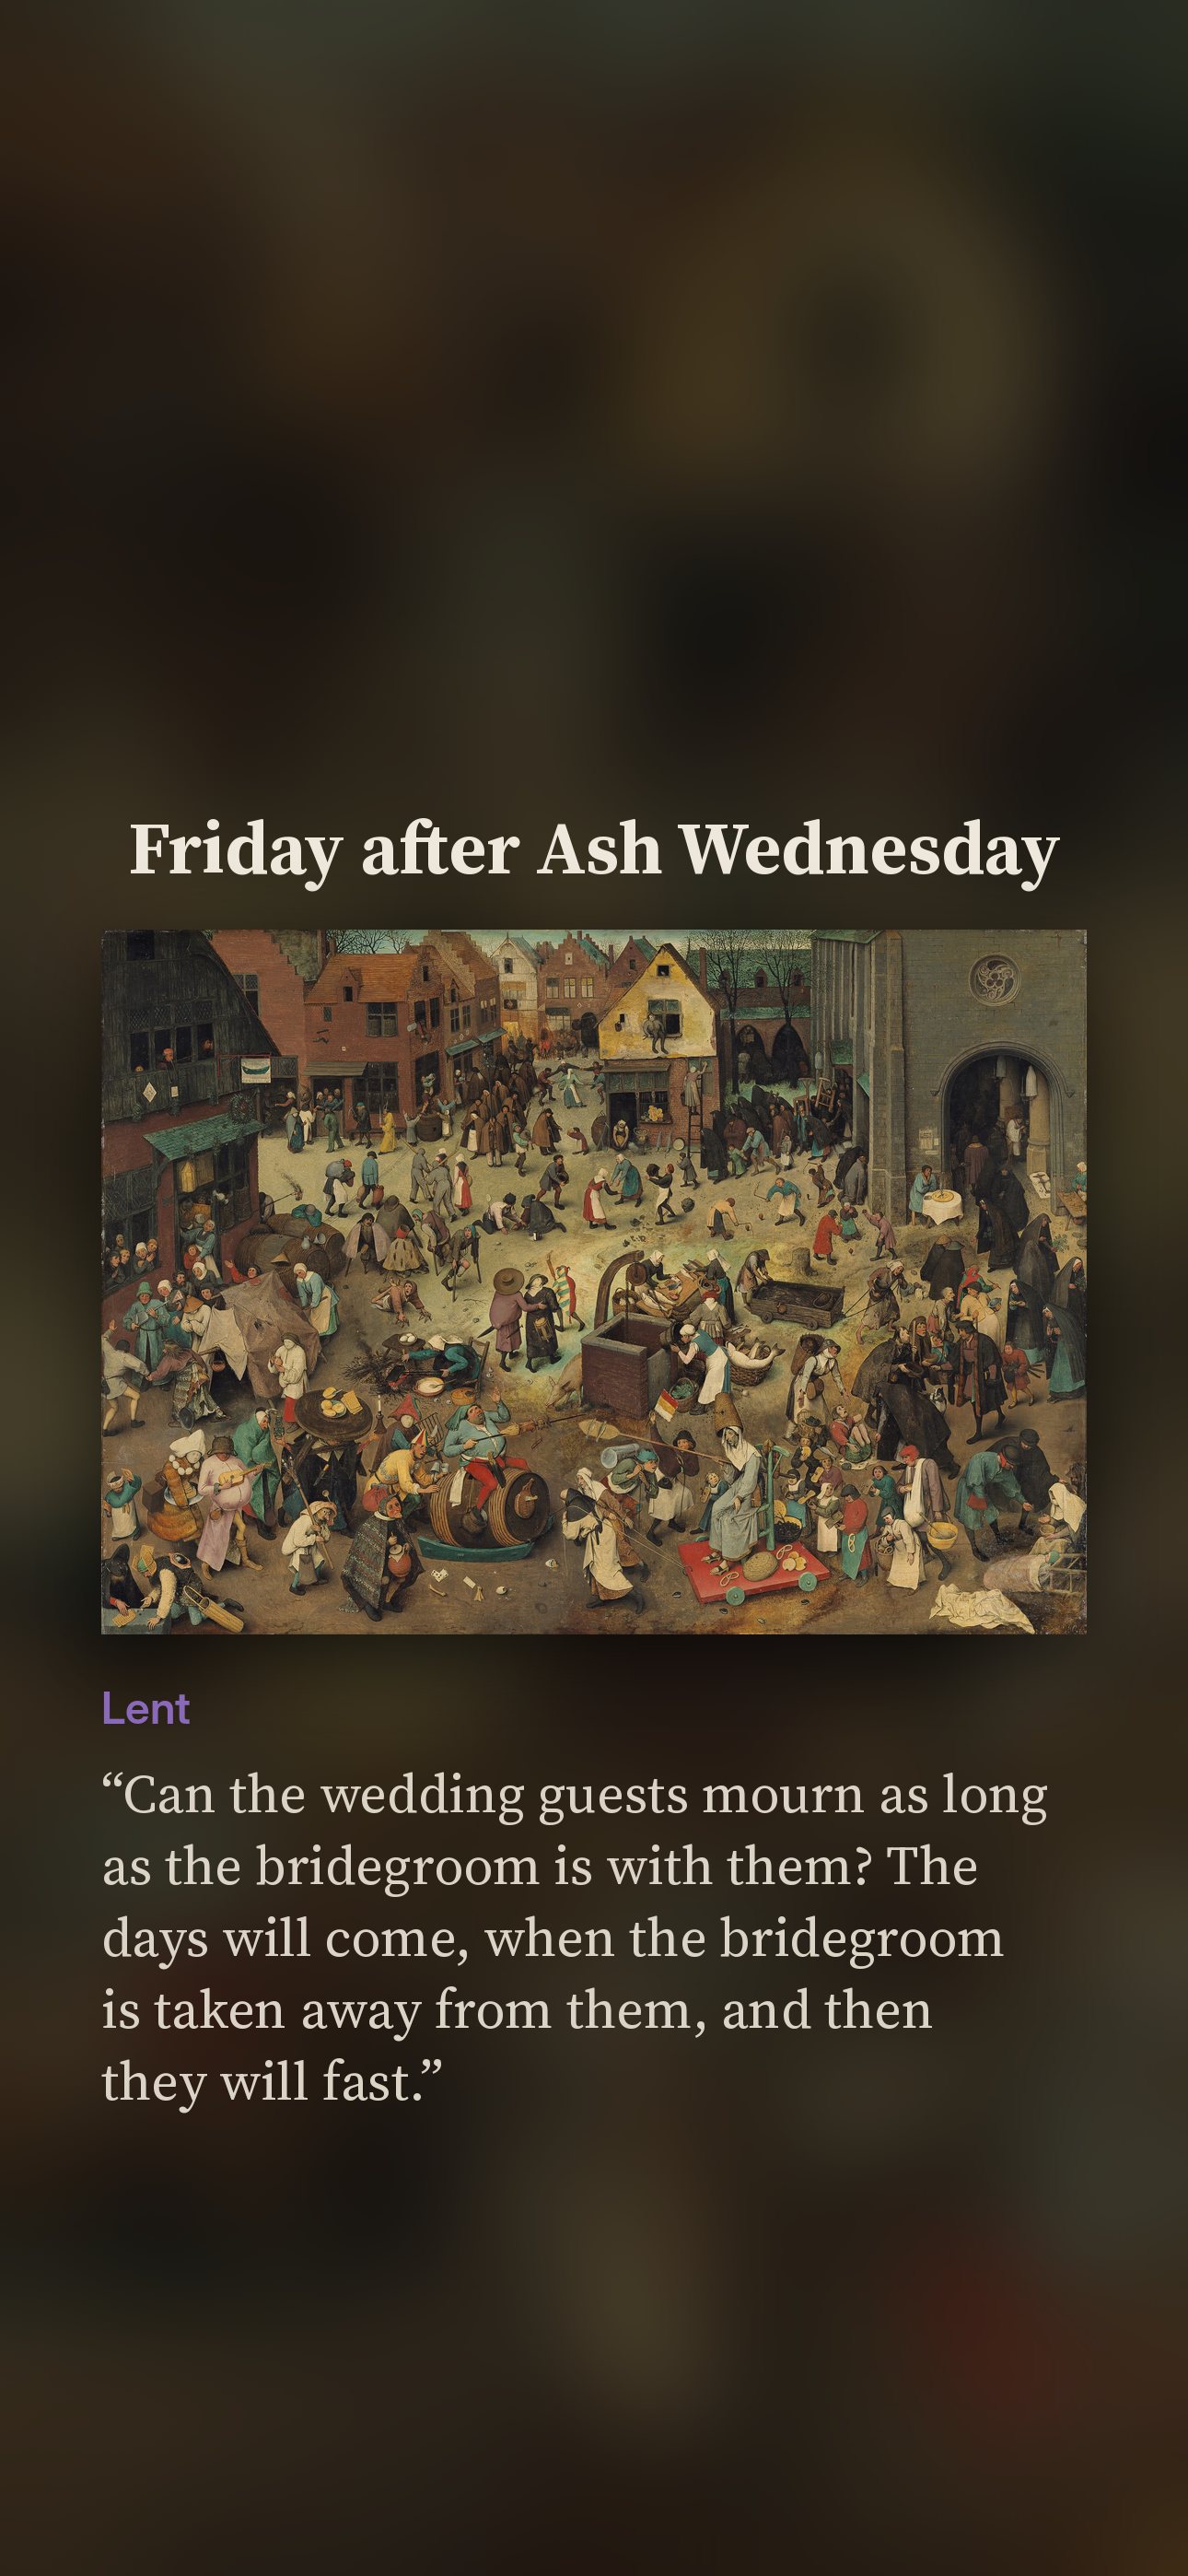 Friday after Ash Wednesday
Lent
“Can the wedding guests mourn as long
as the bridegroom is with them? The
days will come, when the bridegroom
is taken away from them, and then
they will fast.”